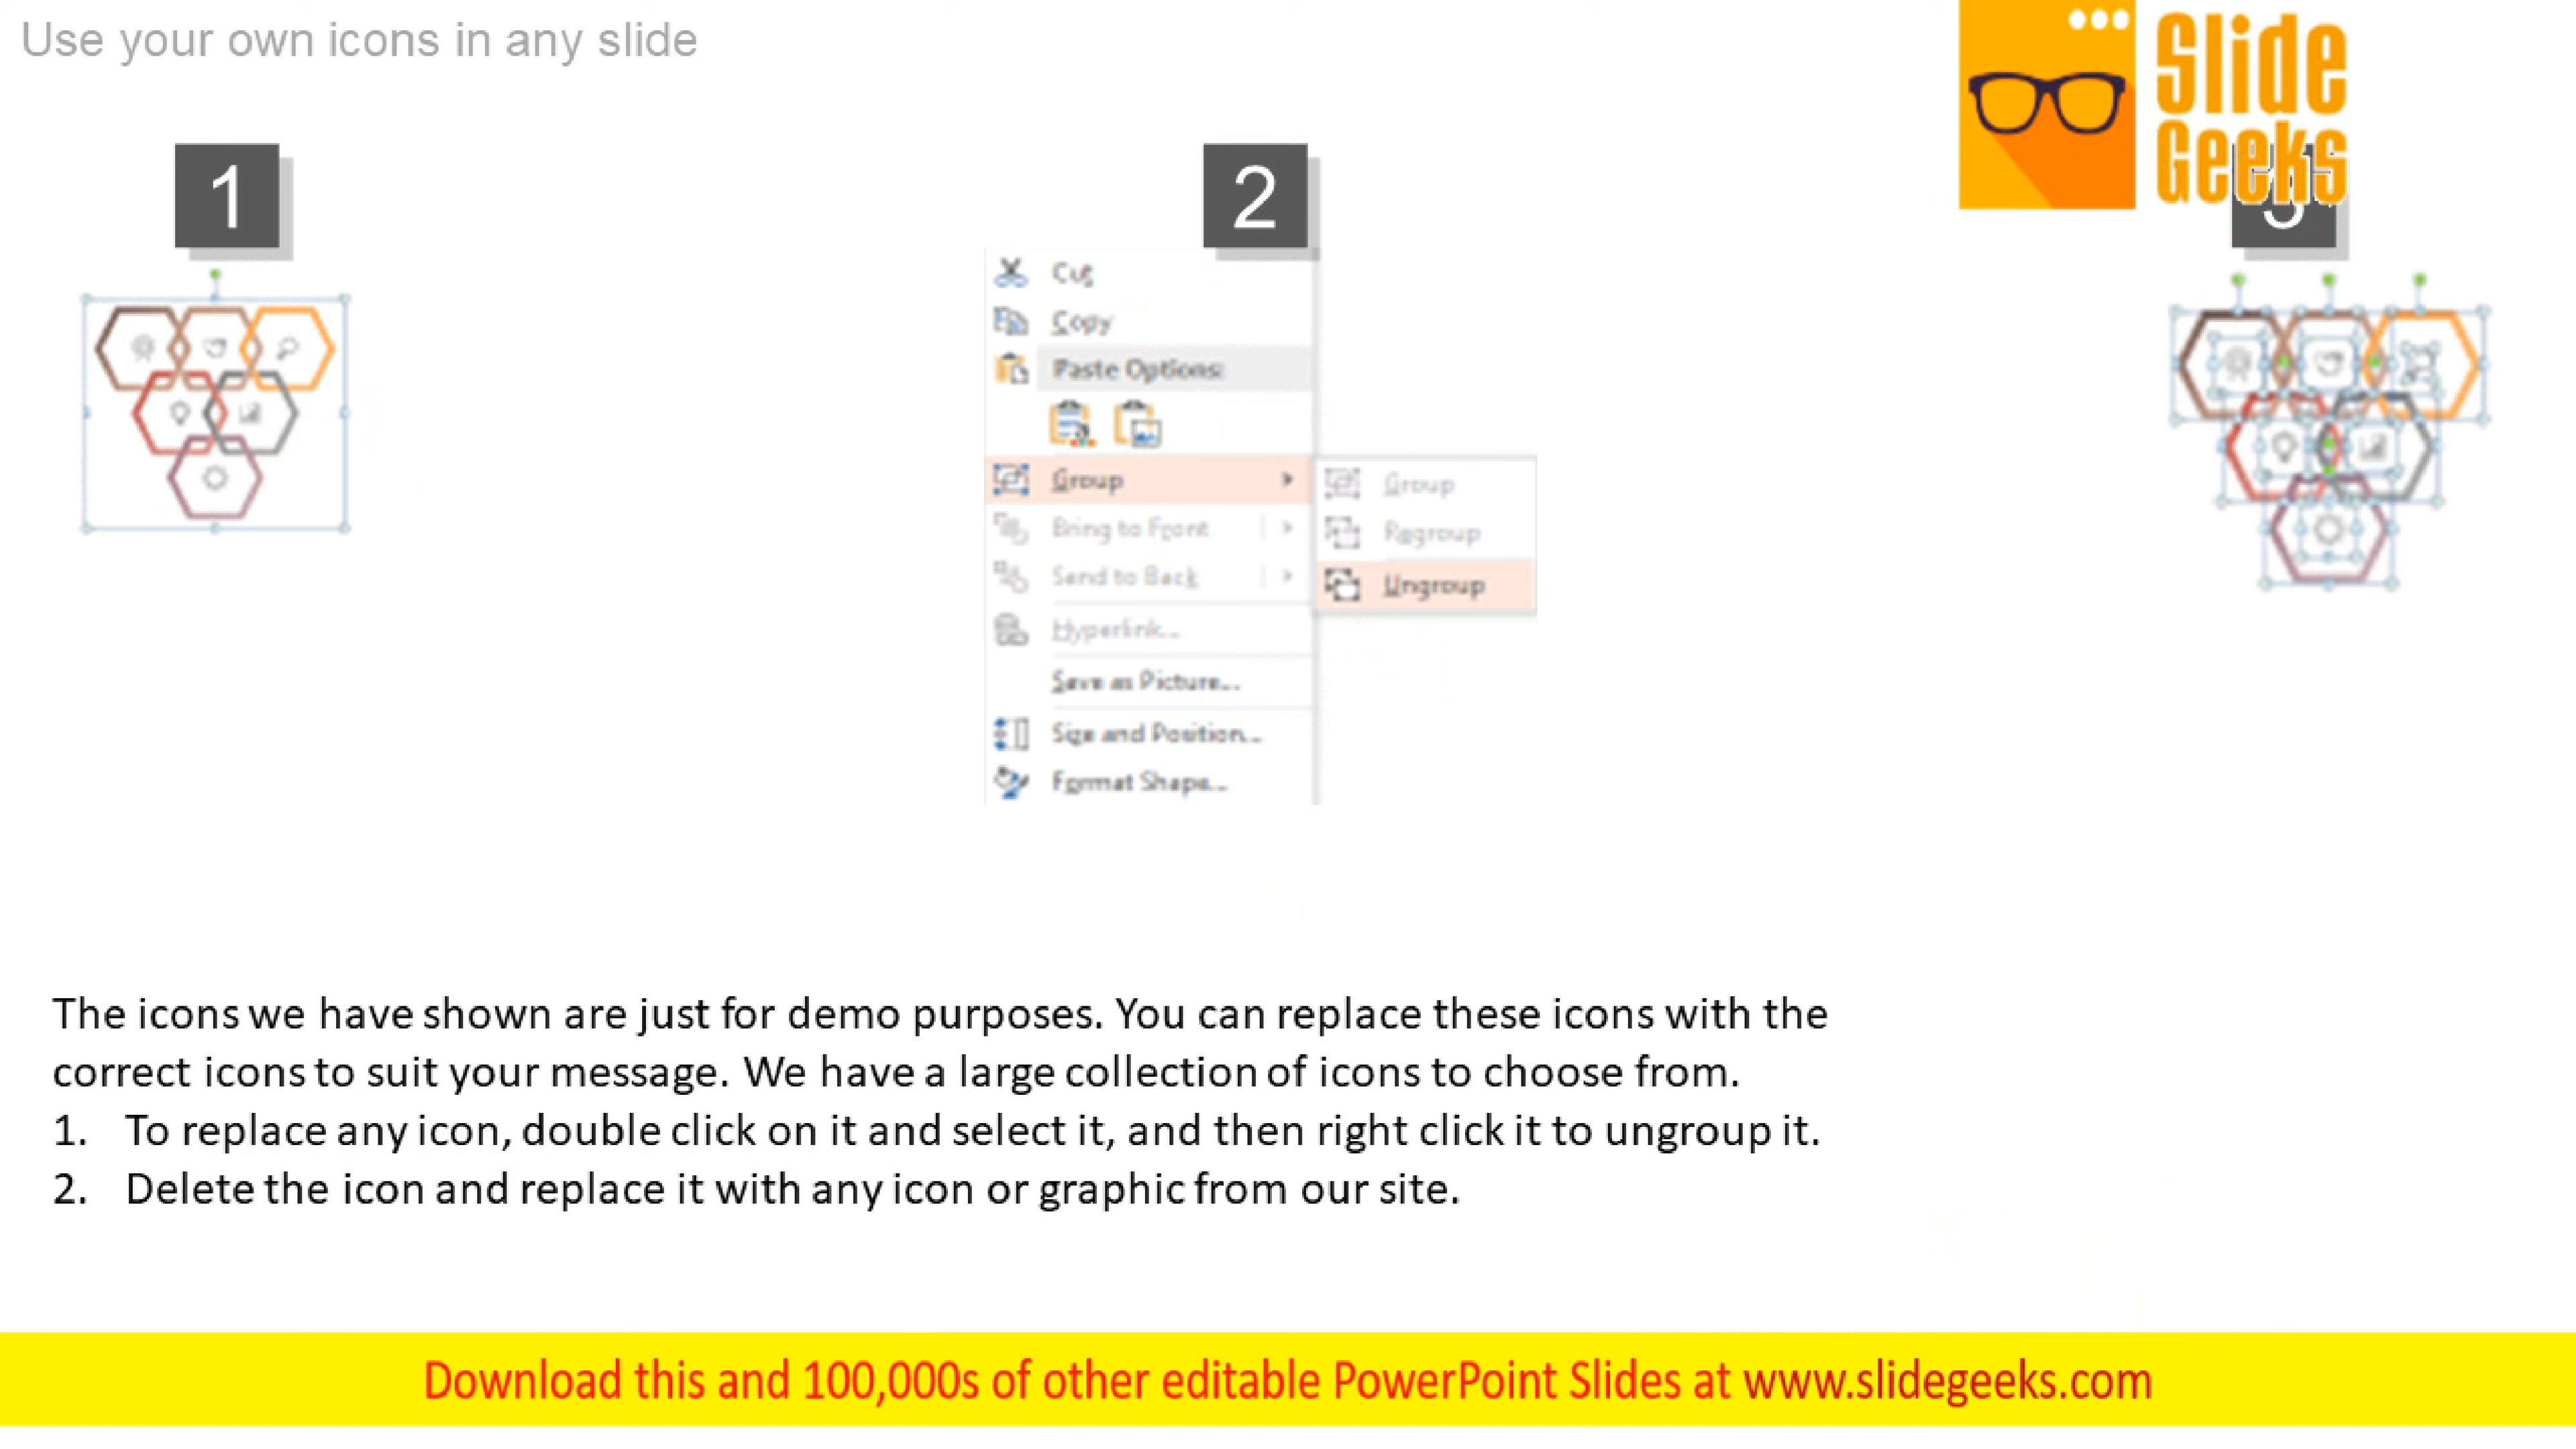 Use your own icons in any slide
Slide
Geeks
1
2
3
Cut
Copy
Paste Options:
Group
Group
Bring to Front
Regroup
Send to Back
Ungroup
Hyperlink...
Save as Picture...
Size and Position...
Format Shape...
The icons we have shown are just for demo purposes. You can replace these icons with the
correct icons to suit your message. We have a large collection of icons to choose from.
1. To replace any icon, double click on it and select it, and then right click it to ungroup it.
2. Delete the icon and replace it with any icon or graphic from our site.
Download this and 100,000s of other editable PowerPoint Slides at www.slidegeeks.com